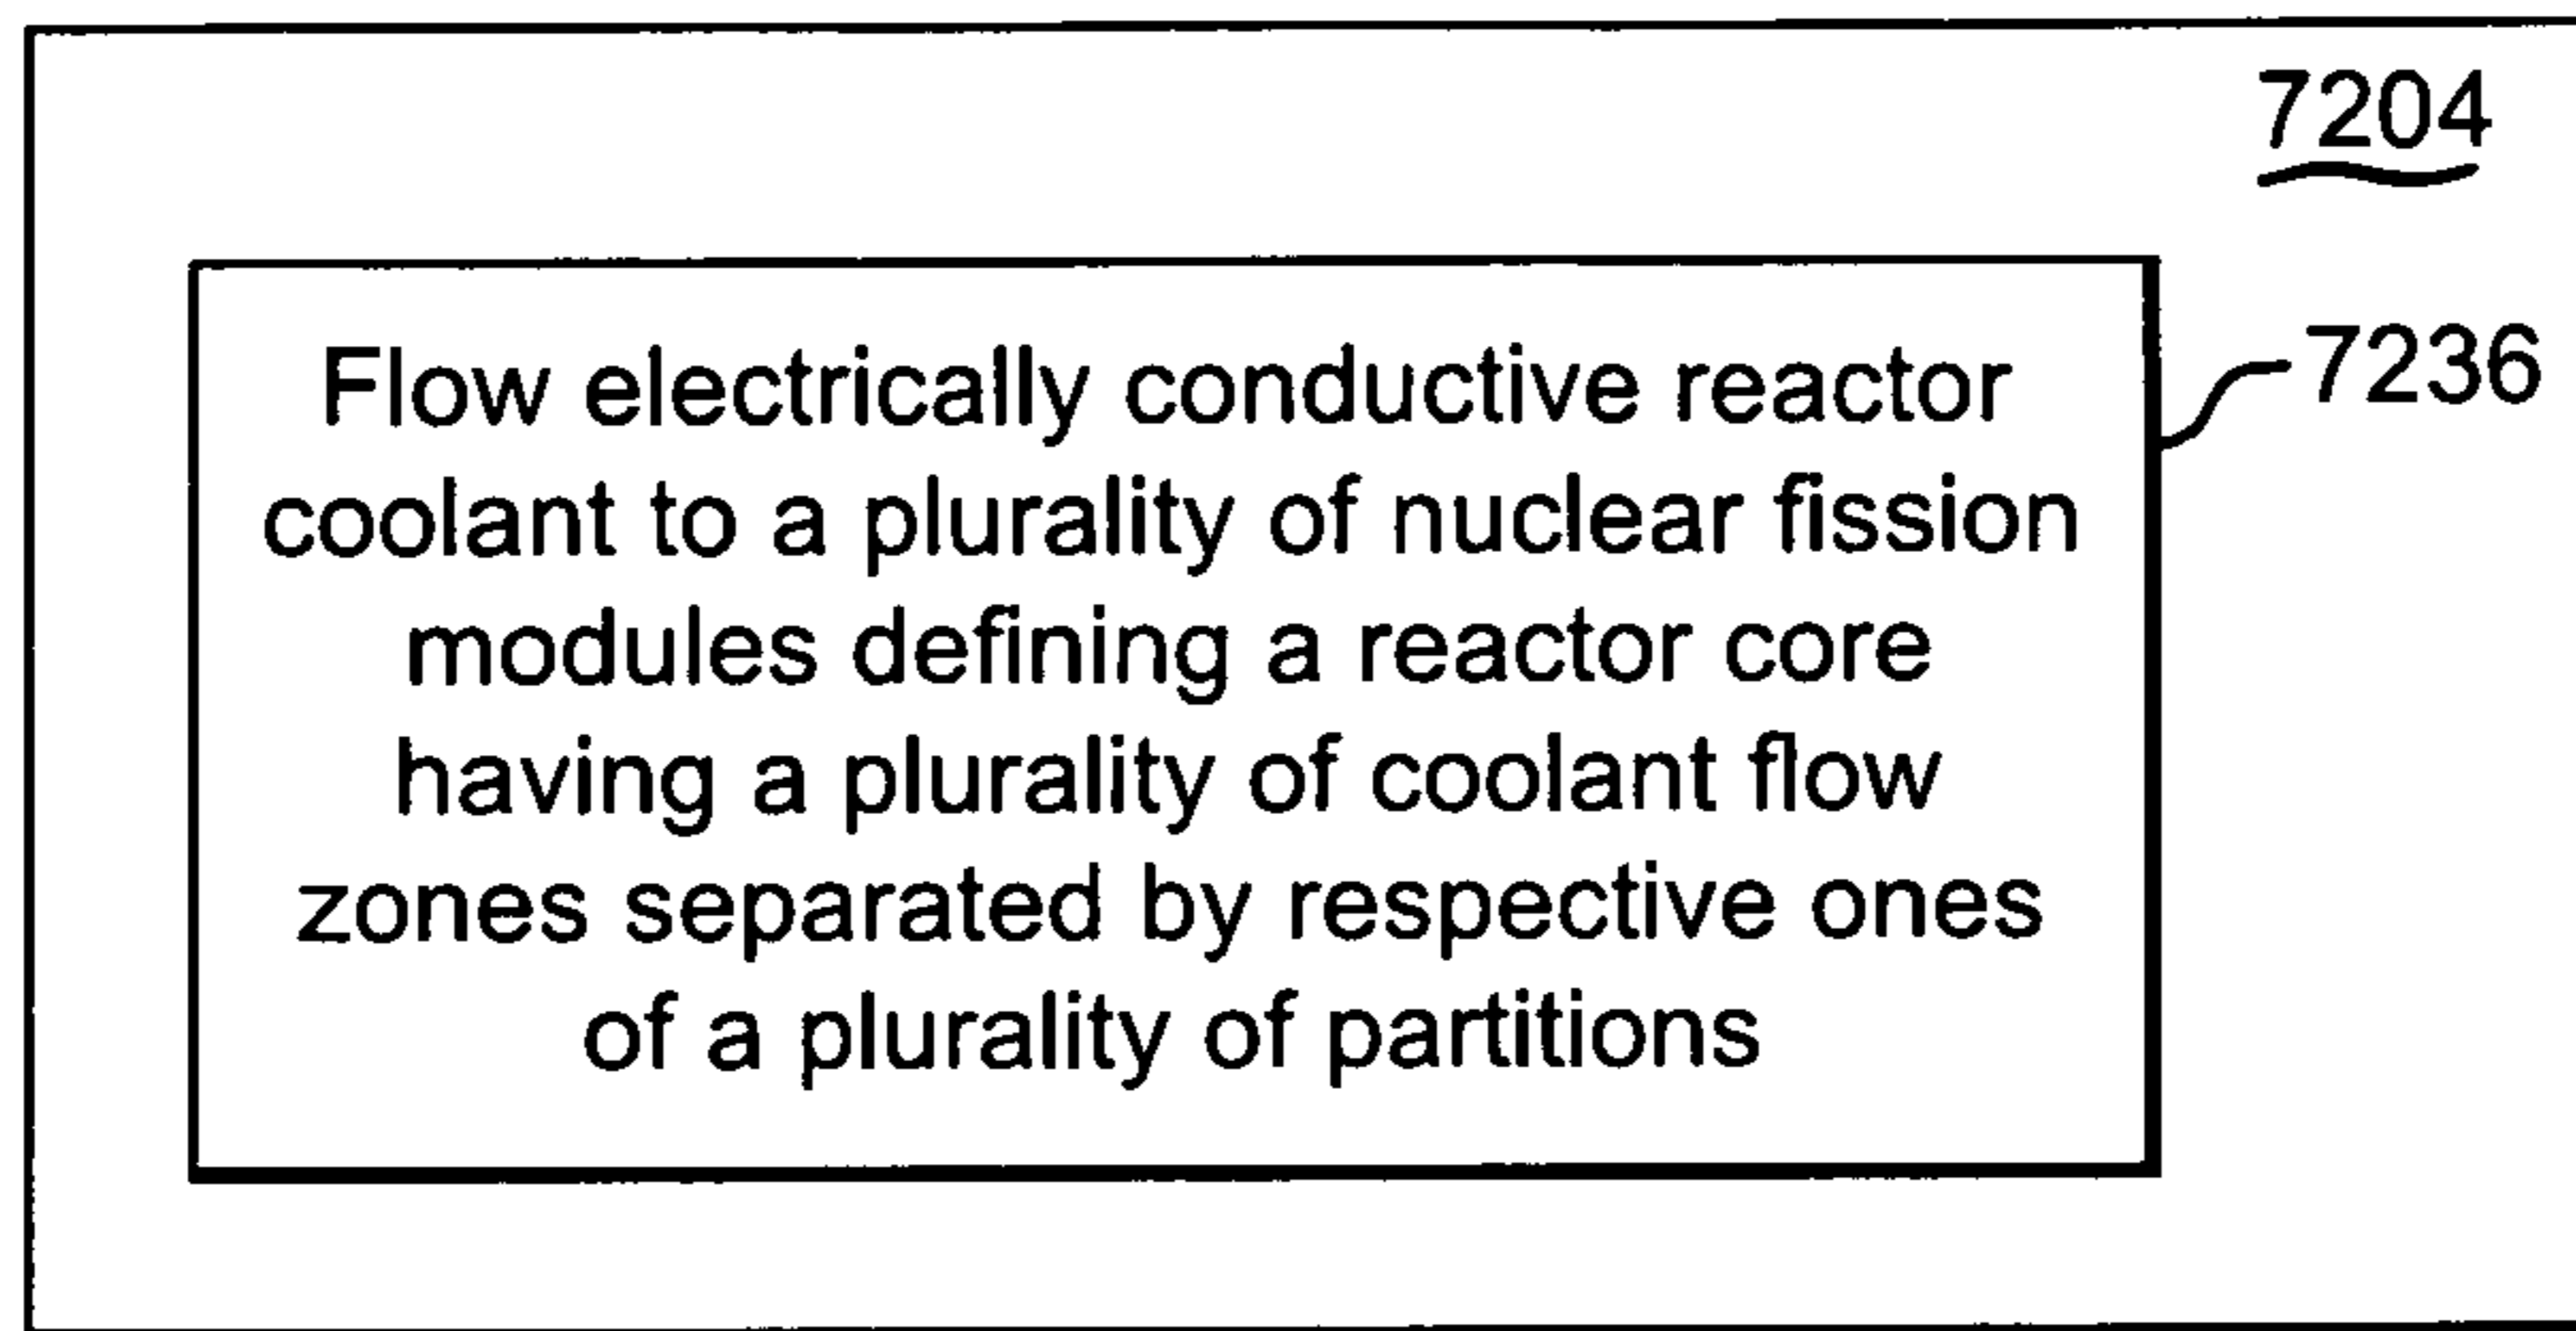 7204
Flow electrically conductive reactor
7236
coolant to a plurality of nuclear fission
modules defining a reactor core
having a plurality of coolant flow
zones separated by respective ones
of a plurality of partitions